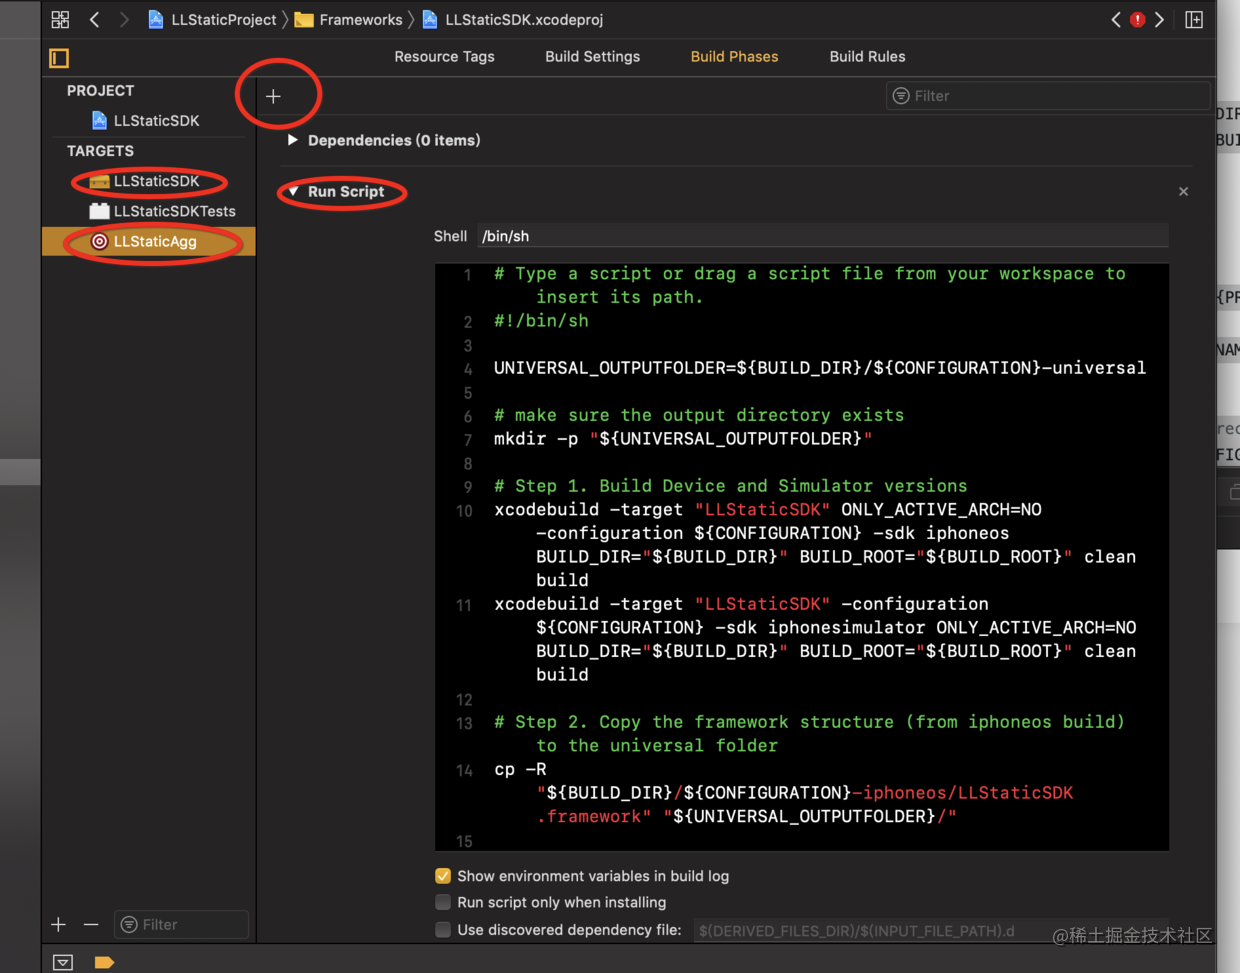 LLStaticProject 〉 Frameworks 〉 LLStaticSDK.xcodeproj
Resource Tags Build Settings Build Phases Build Rules
PROJECT
LLStaticSDK
TARGETS
LLStaticSDK
LLStaticSDKTests
LLStaticAgg
Filter
+
Filter
Dependencies (0 items)
Run Script
Shell /bin/sh
1 # Type a script or drag a script file from your workspace to
insert its path.
2 #!/bin/sh
3
4 UNIVERSAL_OUTPUTFOLDER=${BUILD_DIR}/${CONFIGURATION}-universal
5
6 # make sure the output directory exists
7 mkdir -p "${UNIVERSAL_OUTPUTFOLDER}"
8
9 # Step 1. Build Device and Simulator versions
10 xcodebuild -target "LLStaticSDK" ONLY_ACTIVE_ARCH=NO
-configuration ${CONFIGURATION} -sdk iphoneos
BUILD_DIR="${BUILD_DIR}" BUILD_ROOT="${BUILD_ROOT}" clean
build
11 xcodebuild -target "LLStaticSDK" -configuration
${CONFIGURATION} -sdk iphonesimulator ONLY_ACTIVE_ARCH=NO
BUILD_DIR="${BUILD_DIR}" BUILD_ROOT="${BUILD_ROOT}" clean
build
12
13 # Step 2. Copy the framework structure (from iphoneos build)
to the universal folder
14 cp -R
"${BUILD_DIR}/${CONFIGURATION}-iphoneos/LLStaticSDK
.framework" "${UNIVERSAL_OUTPUTFOLDER}/"
15
Show environment variables in build log
Run script only when installing
Use discovered dependency file: $(DERIVED_FILES_DIR)/$(INPUT_FILE_PATH).d
@稀土掘金技术社区
DIR
BUI
{PR
NAM
rec
FIG